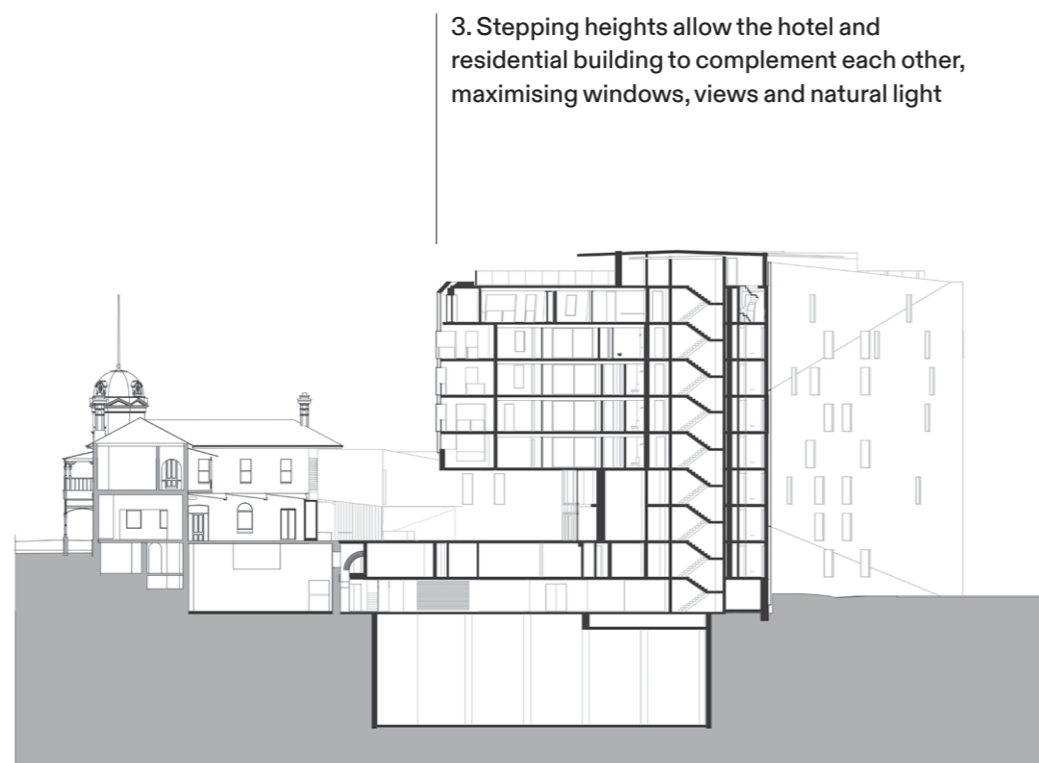 3. Stepping heights allow the hotel and
residential building to complement each other,
maximising windows, views and natural light